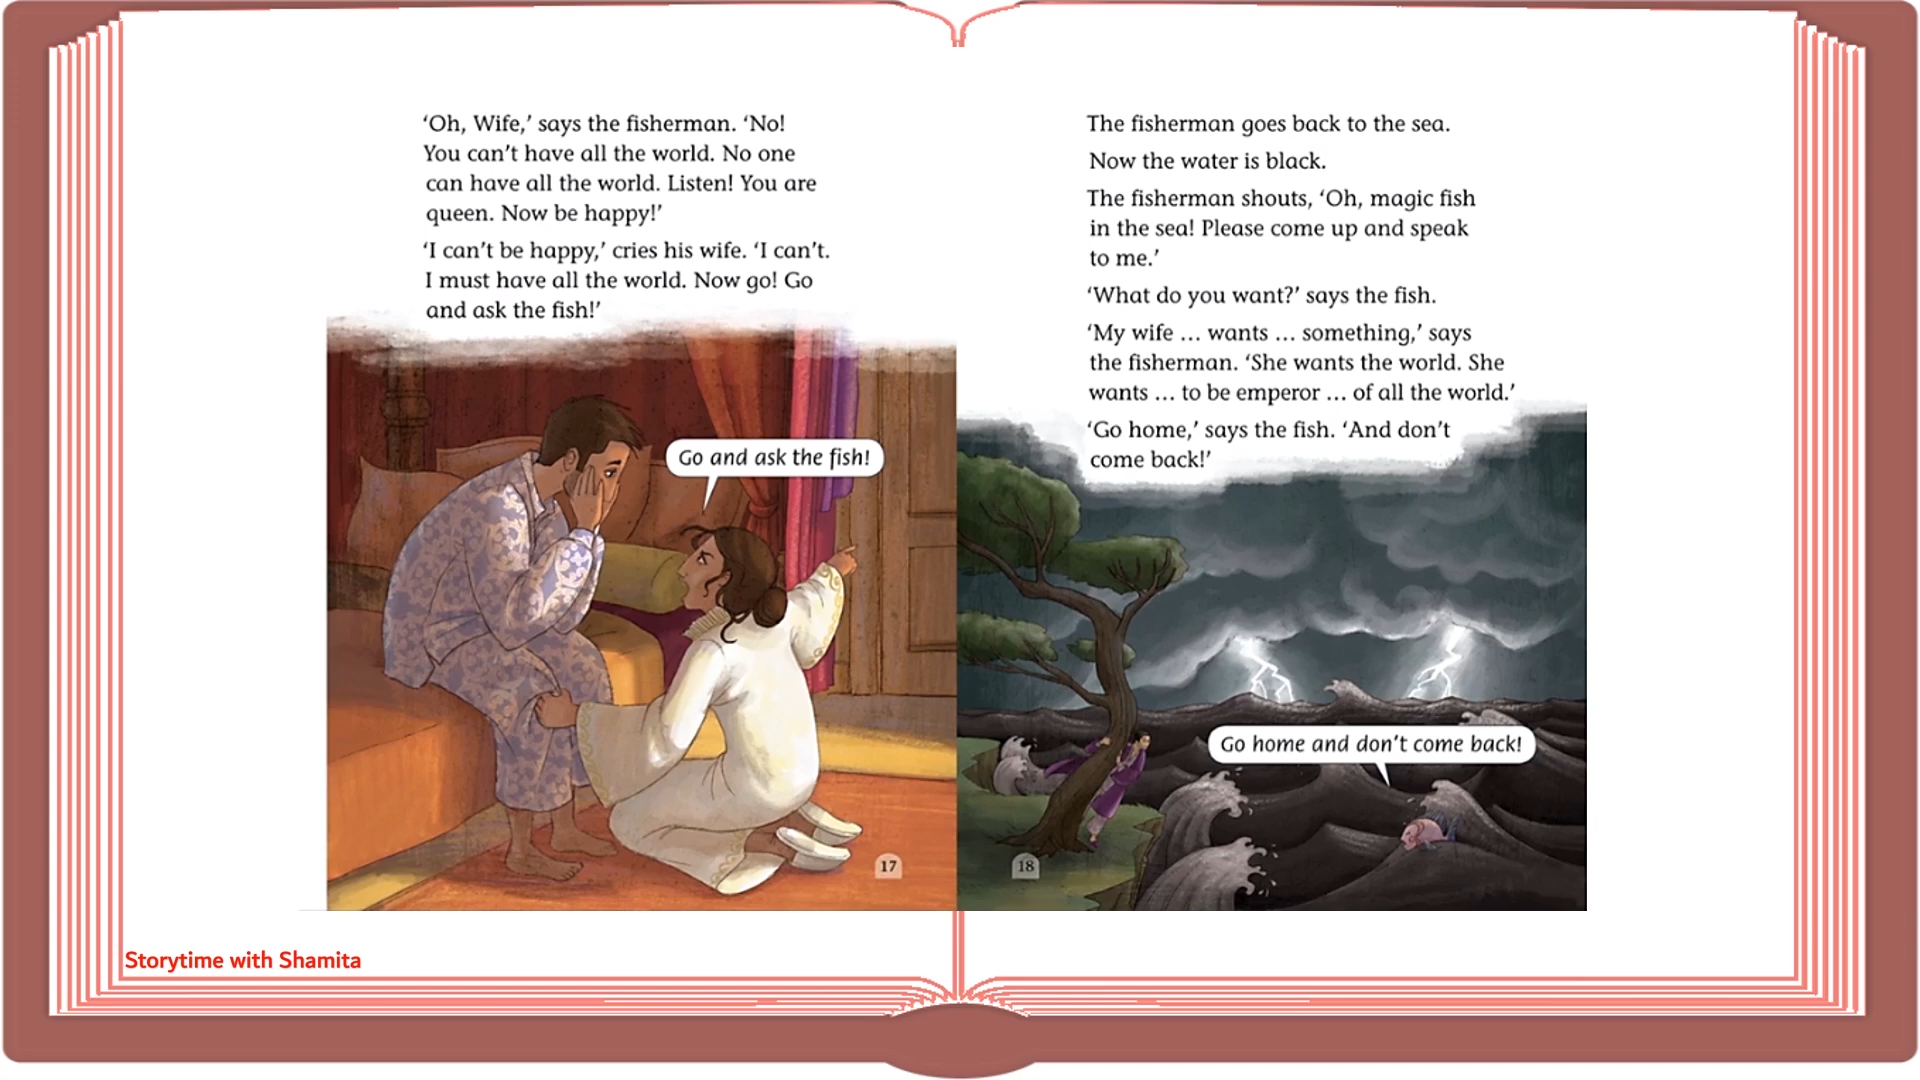 ‘Oh, Wife,’ says the fisherman. ‘No!
You can’t have all the world. No one
can have all the world. Listen! You are
queen. Now be happy!’
‘I can’t be happy,’ cries his wife. ‘I can’t.
I must have all the world. Now go! Go
and ask the fish!’
Go and ask the fish!
17
The fisherman goes back to the sea.
Now the water is black.
The fisherman shouts, ‘Oh, magic fish
in the sea! Please come up and speak
to me.’
‘What do you want?’ says the fish.
‘My wife … wants … something,’ says
the fisherman. ‘She wants the world. She
wants … to be emperor … of all the world.’
‘Go home,’ says the fish. ‘And don’t
come back!’
Go home and don’t come back!
18
Storytime with Shamita